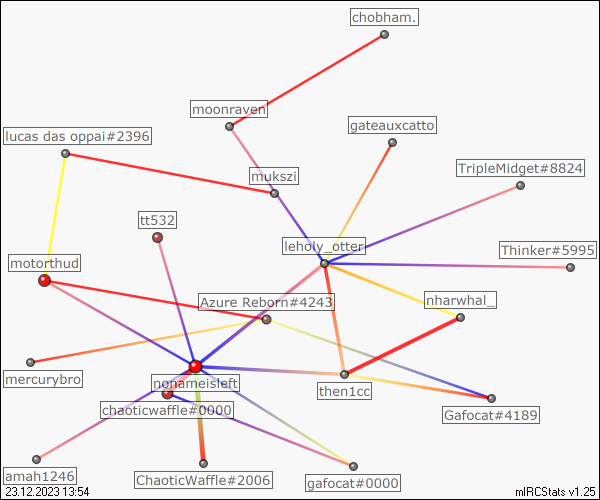 chobham.
moonraven
gateauxcatto
lucas das oppai#2396
TripleMidget#8824
mukszi
tt532
leholy_otter
Thinker#5995
motorthud
Azure Reborn#4243
nharwhal_
mercurybro
nonameisleft
then1cc
chaoticwaffle#0000
Gafocat#4189
amah1246
ChaoticWaffle#2006
gafocat#0000
23.12.2023 13:54
mIRCStats v1.25